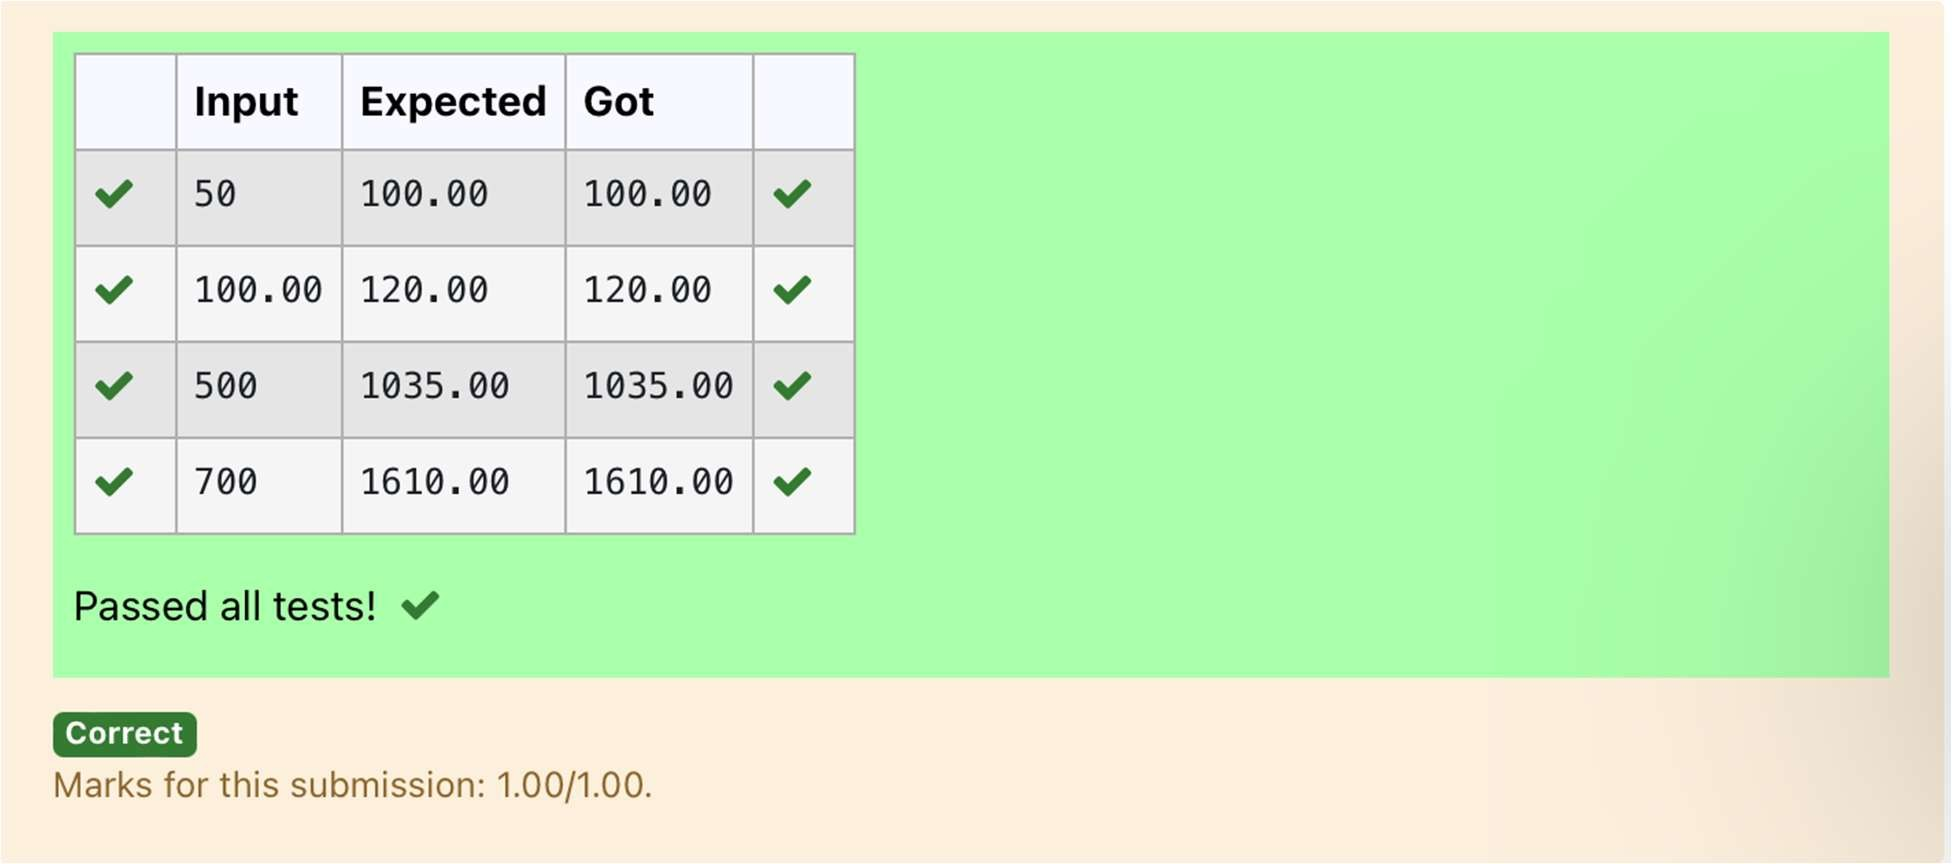 Input Expected Got
50 100.00 100.00
100.00 120.00 120.00
500 1035.00 1035.00
700 1610.00 1610.00
Passed all tests!
Correct
Marks for this submission: 1.00/1.00.